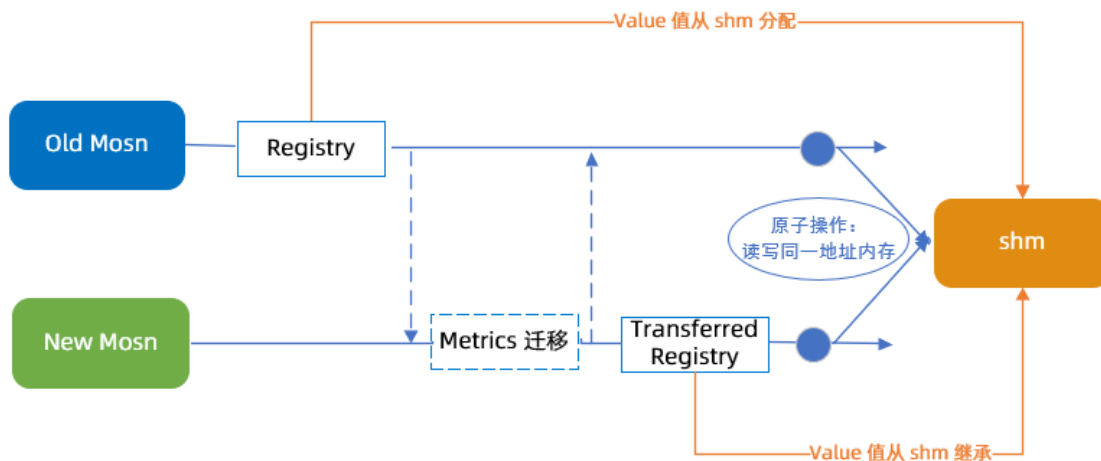 Value 值从 shm 分配
Old Mosn
Registry
原子操作：
读写同一地址内存
shm
New Mosn
Metrics 迁移
Transferred
Registry
Value 值从 shm 继承